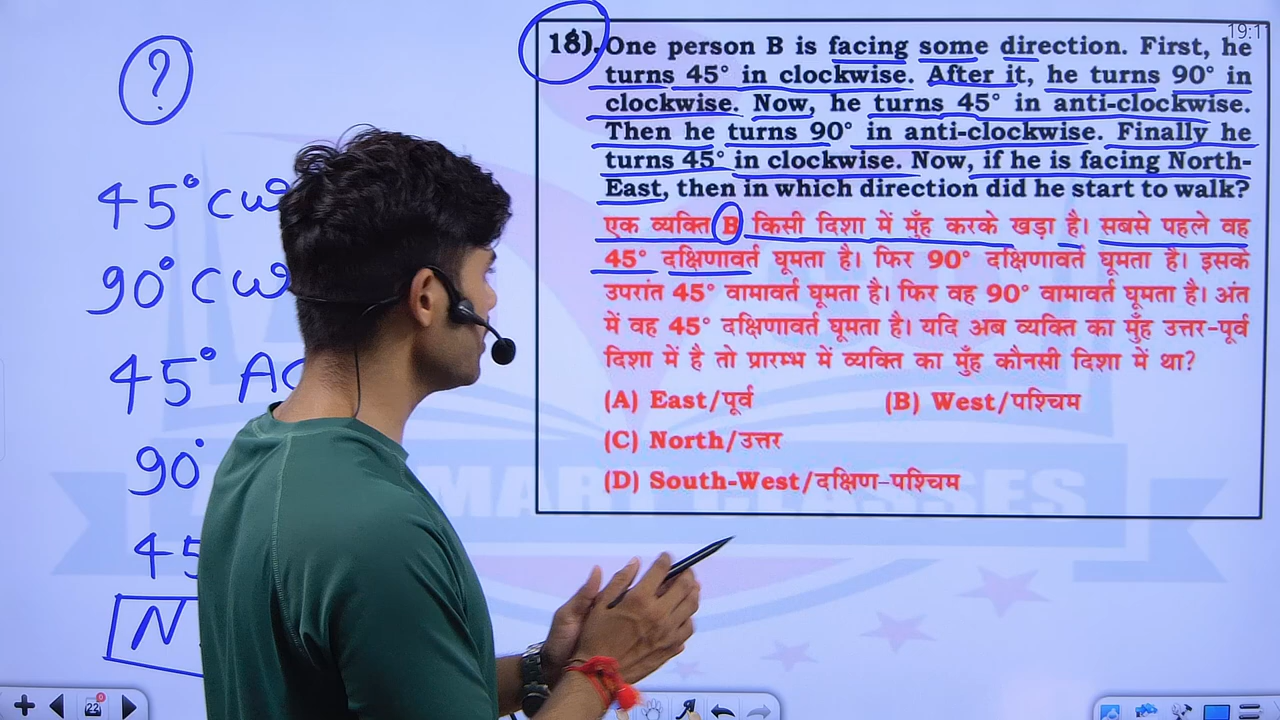 19:1
?
18). One person B is facing some direction. First, he
turns 45° in clockwise. After it, he turns 90° in
clockwise. Now, he turns 45° in anti-clockwise.
Then he turns 90° in anti-clockwise. Finally he
turns 45° in clockwise. Now, if he is facing North-
East, then in which direction did he start to walk?
एक व्यक्ति B किसी दिशा में मुँह करके खड़ा है। सबसे पहले वह
45° दक्षिणावर्त घूमता है। फिर 90° दक्षिणावर्त घूमता है। इसके
उपरांत 45° वामावर्त घूमता है। फिर वह 90° वामावर्त घूमता है। अंत
में वह 45° दक्षिणावर्त घूमता है। यदि अब व्यक्ति का मुँह उत्तर-पूर्व
दिशा में है तो प्रारम्भ में व्यक्ति का मुँह कौनसी दिशा में था?
(A) East/पूर्व (B) West/पश्चिम
(C) North/उत्तर
(D) South-West/दक्षिण-पश्चिम
45° CW
90° CW
45° AC
90°
45
N
CLASSES
22